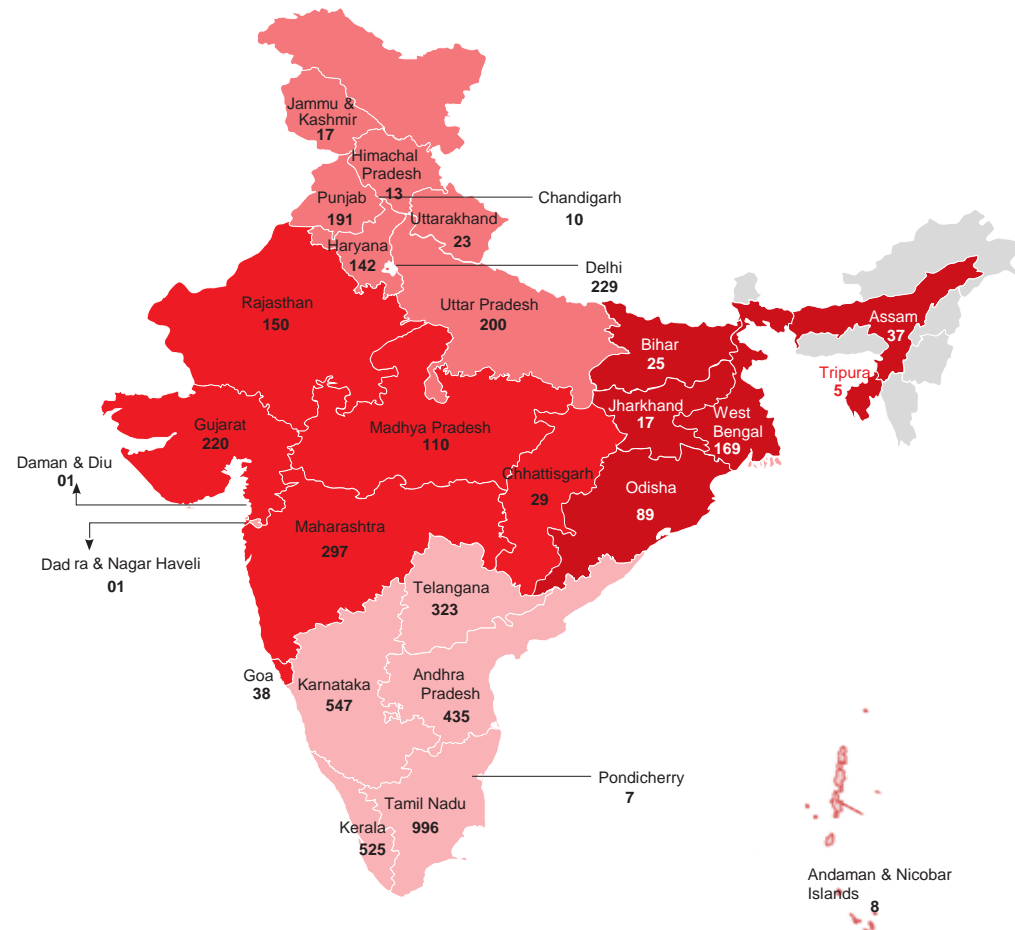 Jammu &
Kashmir
17
Himachal
Pradesh
13
Punjab
191
Chandigarh
10
Uttarakhand
23
Haryana
142
Delhi
229
Rajasthan
150
Uttar Pradesh
200
Assam
37
Bihar
25
Tripura
5
Jharkhand
17
West
Bengal
169
Gujarat
220
Madhya Pradesh
110
Daman & Diu
01
Chhattisgarh
29
Odisha
89
Maharashtra
297
Dad ra & Nagar Haveli
01
Telangana
323
Goa
38
Karnataka
547
Andhra
Pradesh
435
Pondicherry
7
Tamil Nadu
996
Kerala
525
Andaman & Nicobar
Islands
8